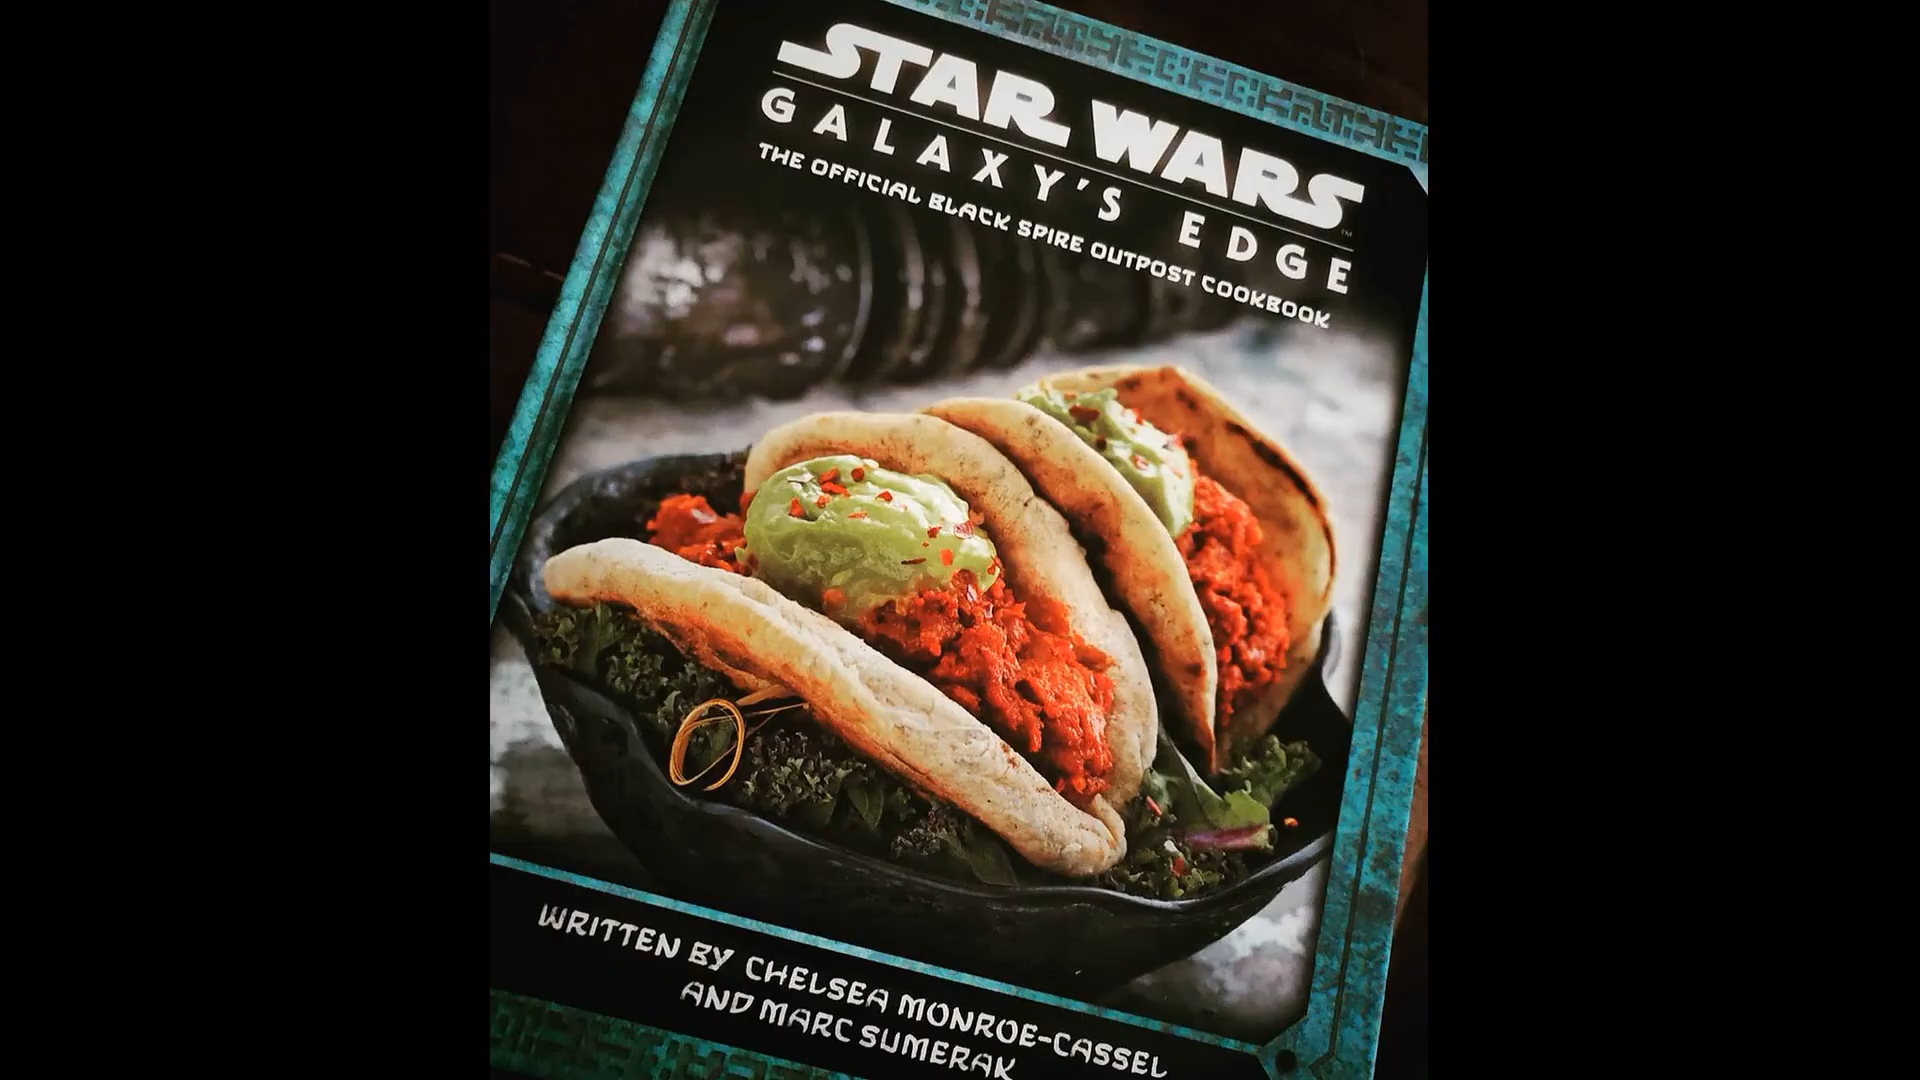 STAR WARS
GALAXY'S EDGE
THE OFFICIAL BLACK SPIRE OUTPOST COOKBOOK
WRITTEN BY CHELSEA MONROE-CASSEL
AND MARC SUMERAK